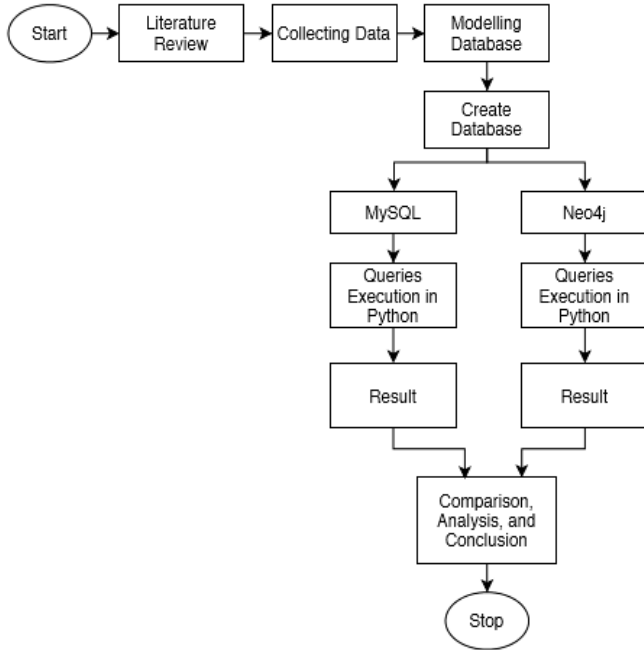 Start
Literature
Review
Collecting Data
Modelling
Database
Create
Database
MySQL
Neo4j
Queries
Execution in
Python
Queries
Execution in
Python
Result
Result
Comparison,
Analysis, and
Conclusion
Stop